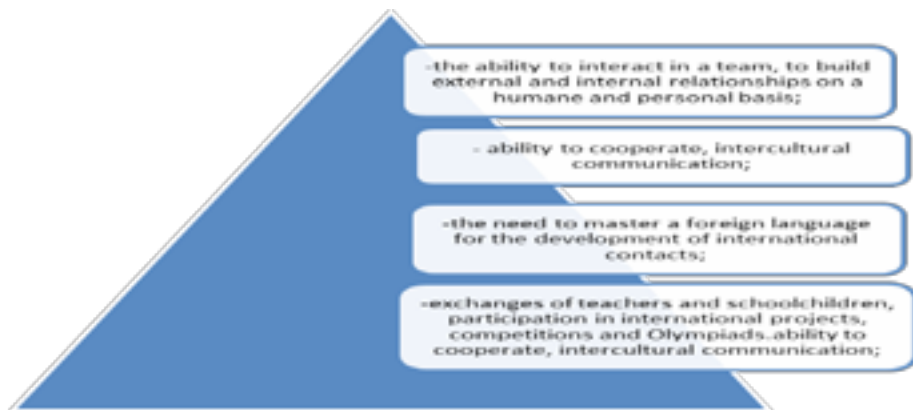 -the ability to interact in a team, to build
external and internal relationships on a
humane and personal basis;
- ability to cooperate, intercultural
communication;
-the need to master a foreign language
for the development of international
contacts;
-exchanges of teachers and schoolchildren,
participation in international projects,
competitions and Olympiads.ability to
cooperate, intercultural communication;